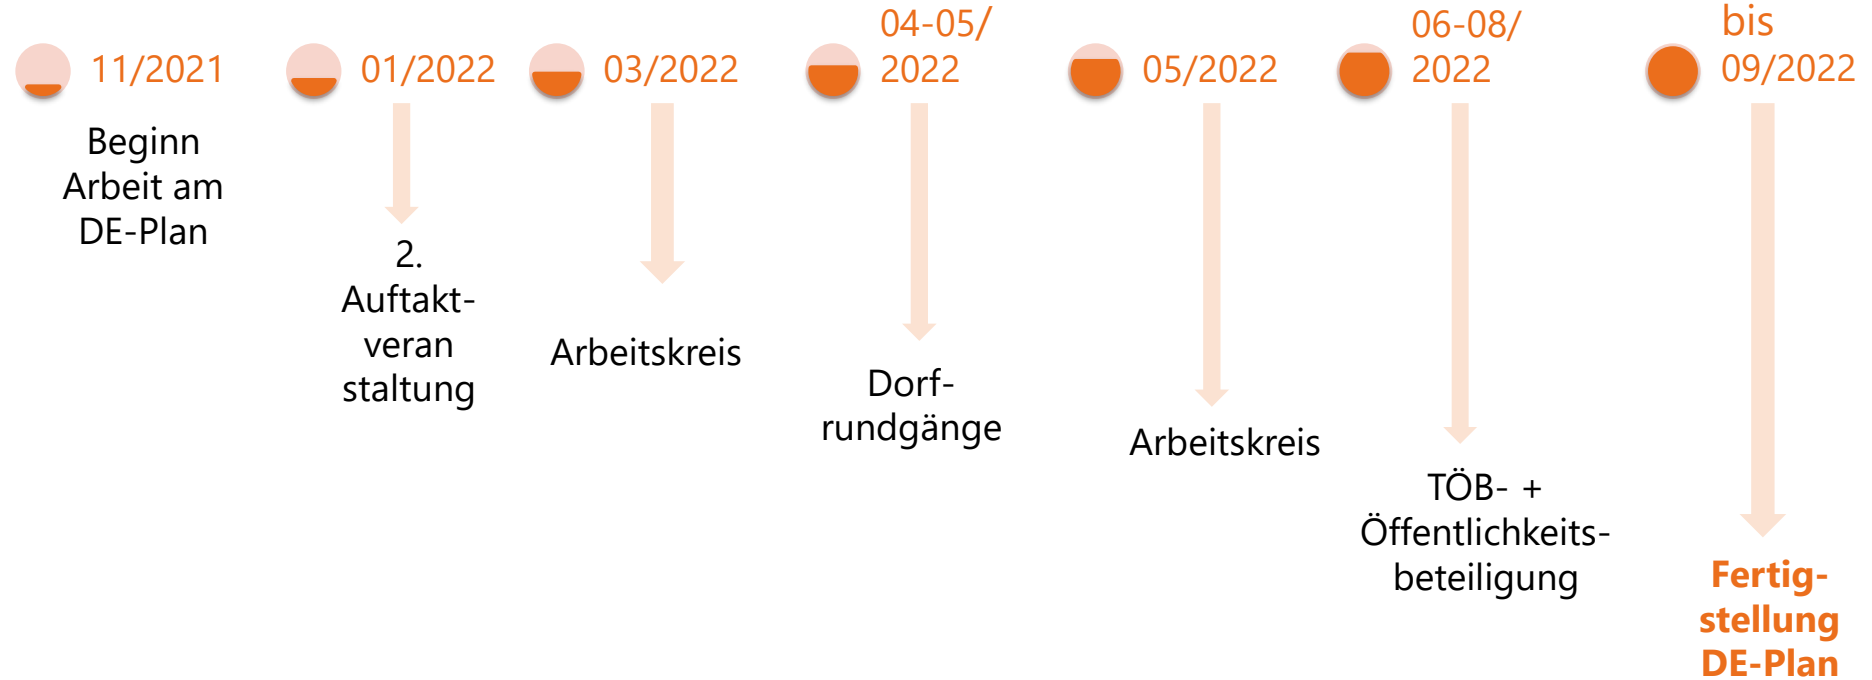 11/2021
Beginn
Arbeit am
DE-Plan
01/2022
2.
Auftakt-
veran
staltung
03/2022
Arbeitskreis
04-05/
2022
Dorf-
rundgänge
05/2022
Arbeitskreis
06-08/
2022
TÖB- +
Öffentlichkeits-
beteiligung
bis
09/2022
Fertig-
stellung
DE-Plan